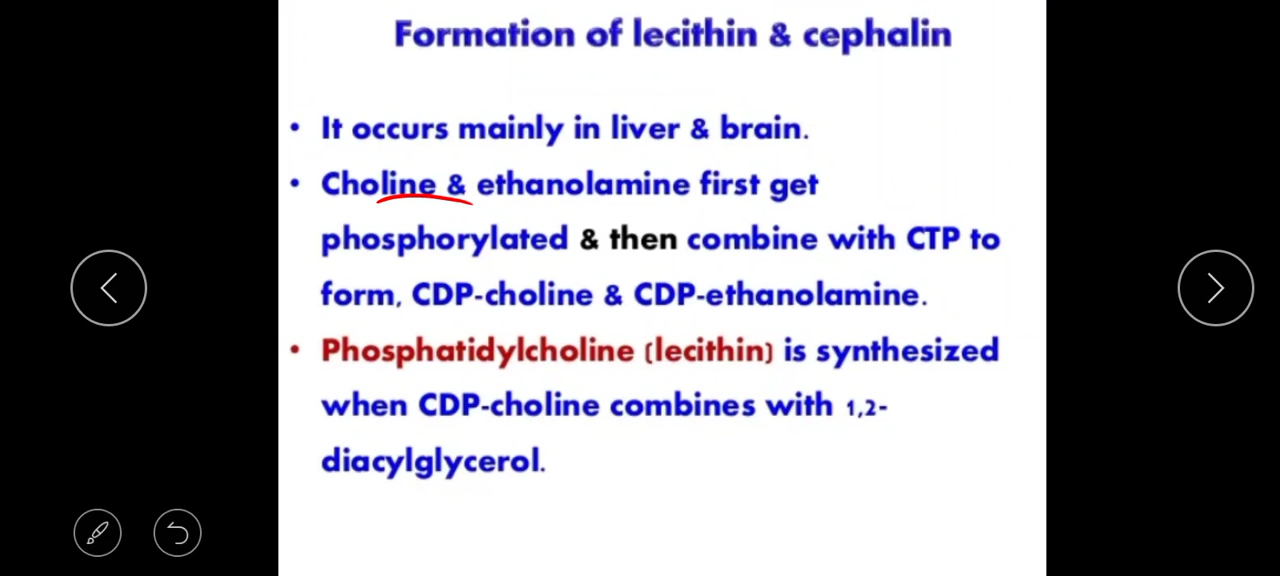 Formation of lecithin & cephalin
• It occurs mainly in liver & brain.
• Choline & ethanolamine first get
phosphorylated & then combine with CTP to
form, CDP-choline & CDP-ethanolamine.
• Phosphatidylcholine (lecithin) is synthesized
when CDP-choline combines with 1,2-
diacylglycerol.